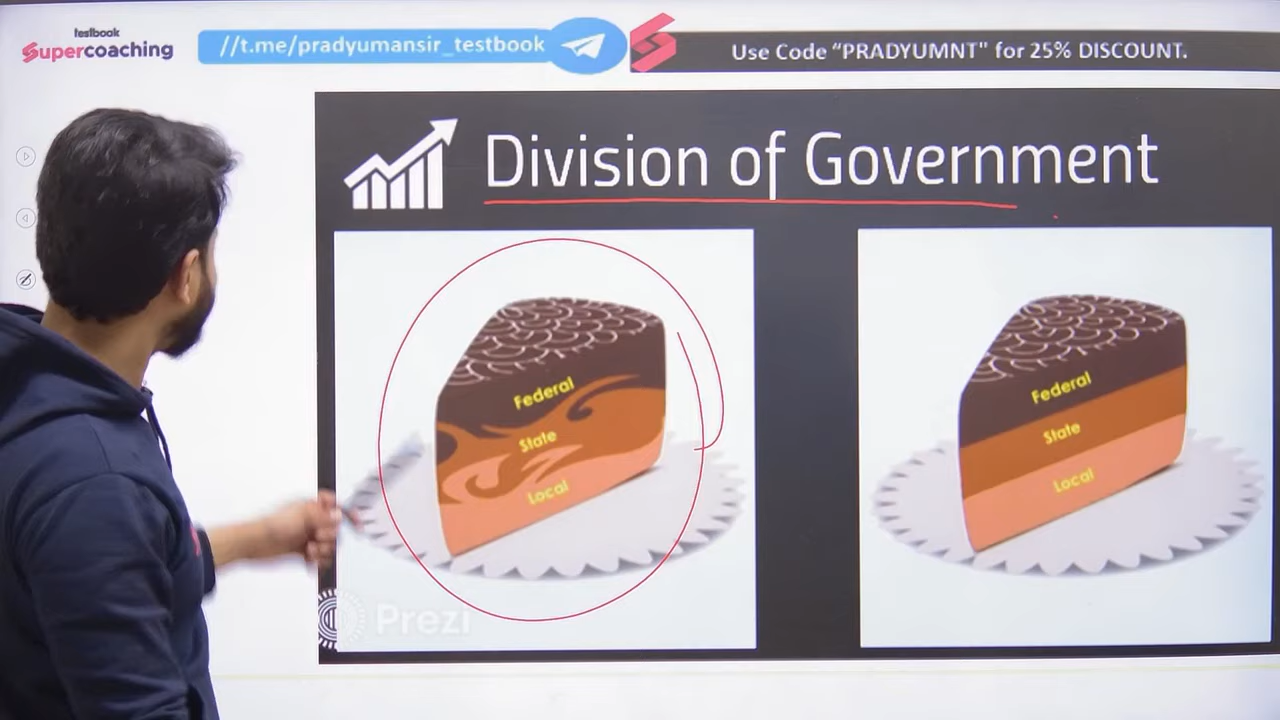 testbook
Supercoaching
//t.me/pradyumansir_testbook
Use Code “PRADYUMNT" for 25% DISCOUNT.
Division of Government
Federal
State
Local
Federal
State
Local
Prezi